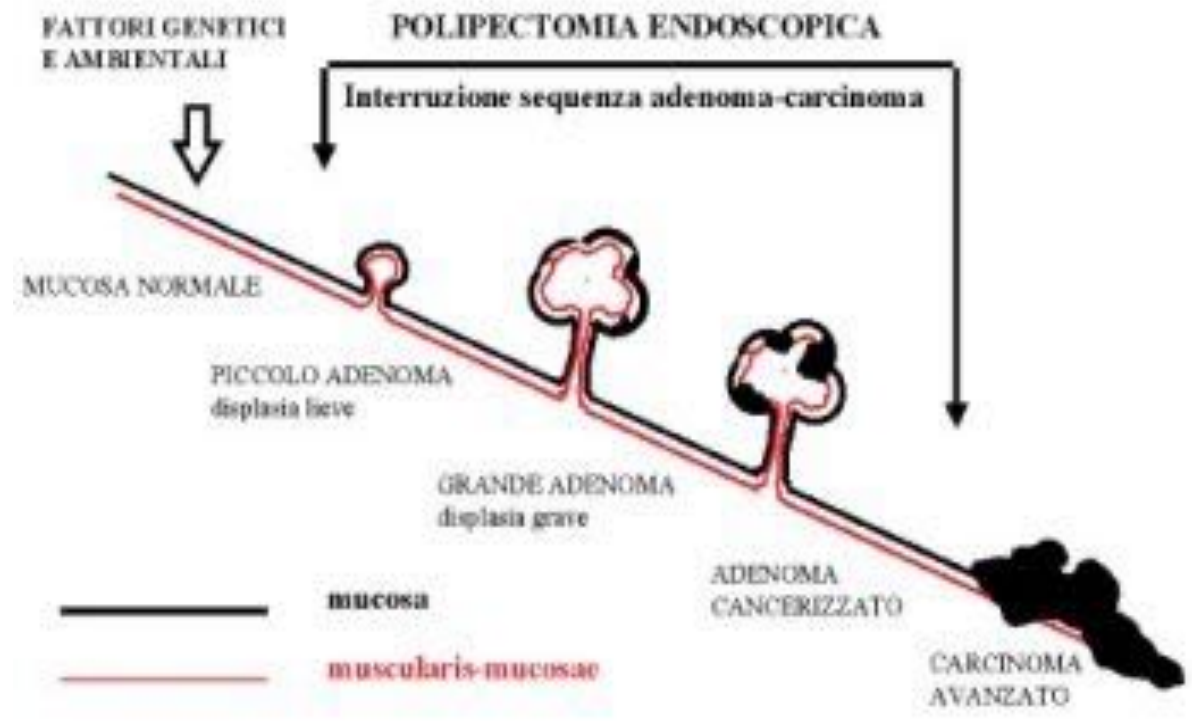 FATTORI GENETICI
E AMBIENTALI
POLIPECTOMIA ENDOSCOPICA
Interruzione sequenza adenoma-carcinoma
MUCOSA NORMALE
PICCOLO ADENOMA
displasia lieve
GRANDE ADENOMA
displasia grave
ADENOMA
CANCERIZZATO
CARCINOMA
AVANZATO
mucosa
muscularis-mucosae